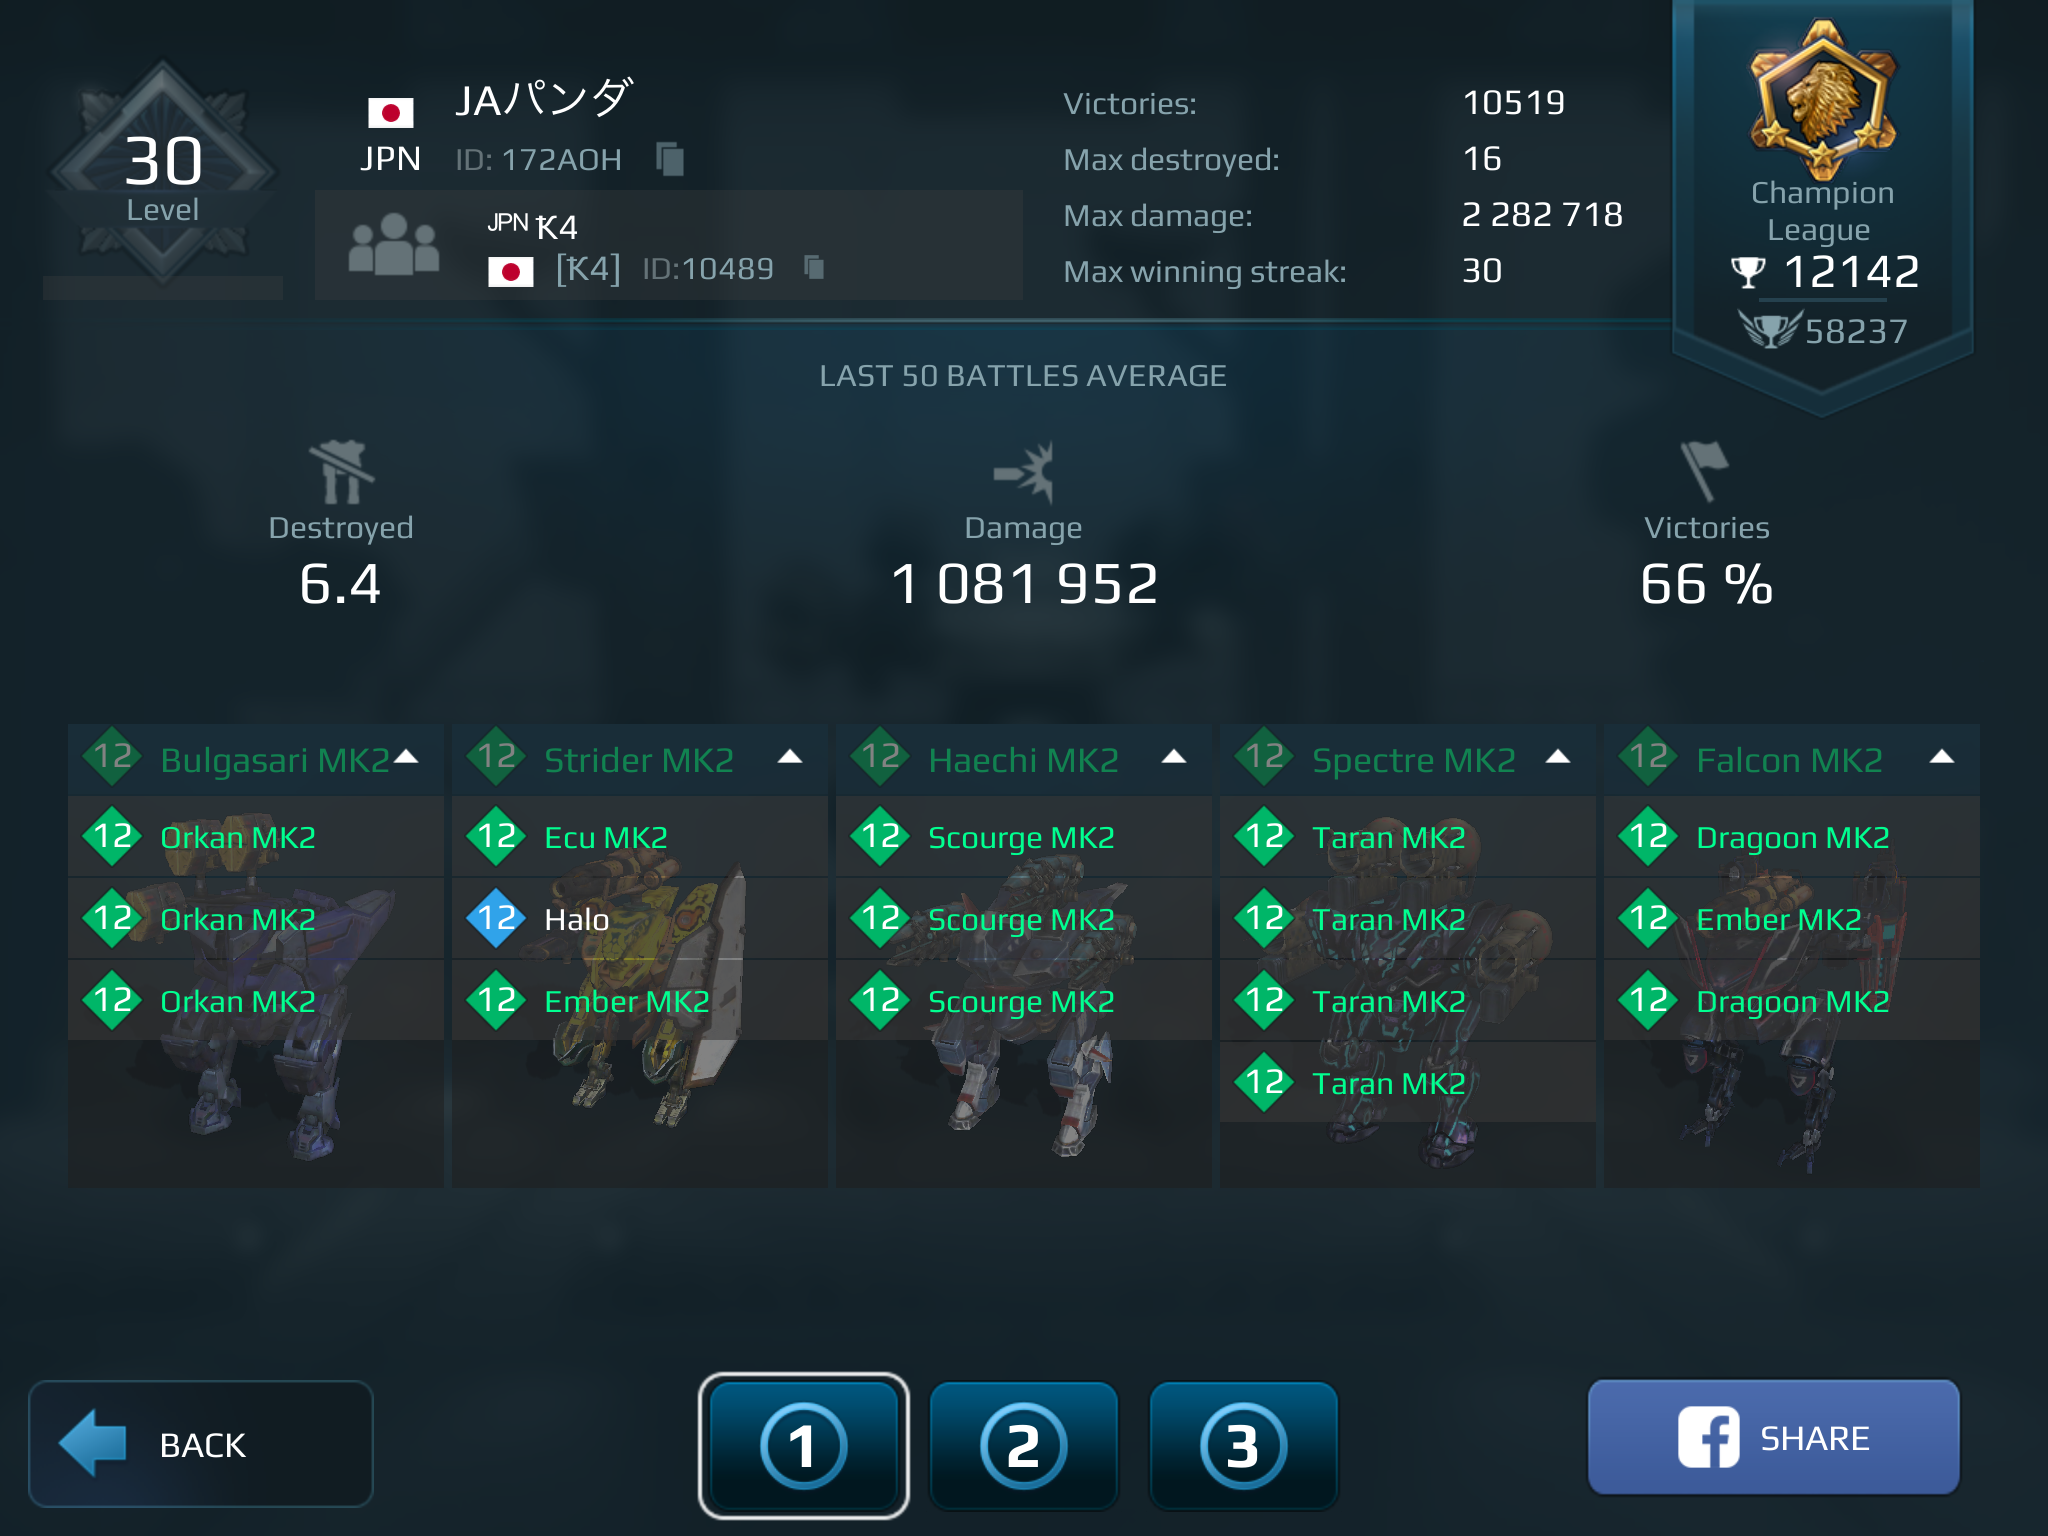 30
Level
JPN
JAパンダ
ID: 172AOH
JPN Ҟ4
[Ҟ4] ID:10489
Victories: 10519
Max destroyed: 16
Max damage: 2 282 718
Max winning streak: 30
Champion
League
12142
58237
LAST 50 BATTLES AVERAGE
Destroyed
6.4
Damage
1 081 952
Victories
66 %
12 Bulgasari MK2
12 Orkan MK2
12 Orkan MK2
12 Orkan MK2
12 Strider MK2
12 Ecu MK2
12 Halo
12 Ember MK2
12 Haechi MK2
12 Scourge MK2
12 Scourge MK2
12 Scourge MK2
12 Spectre MK2
12 Taran MK2
12 Taran MK2
12 Taran MK2
12 Taran MK2
12 Falcon MK2
12 Dragoon MK2
12 Ember MK2
12 Dragoon MK2
BACK
1
2
3
SHARE